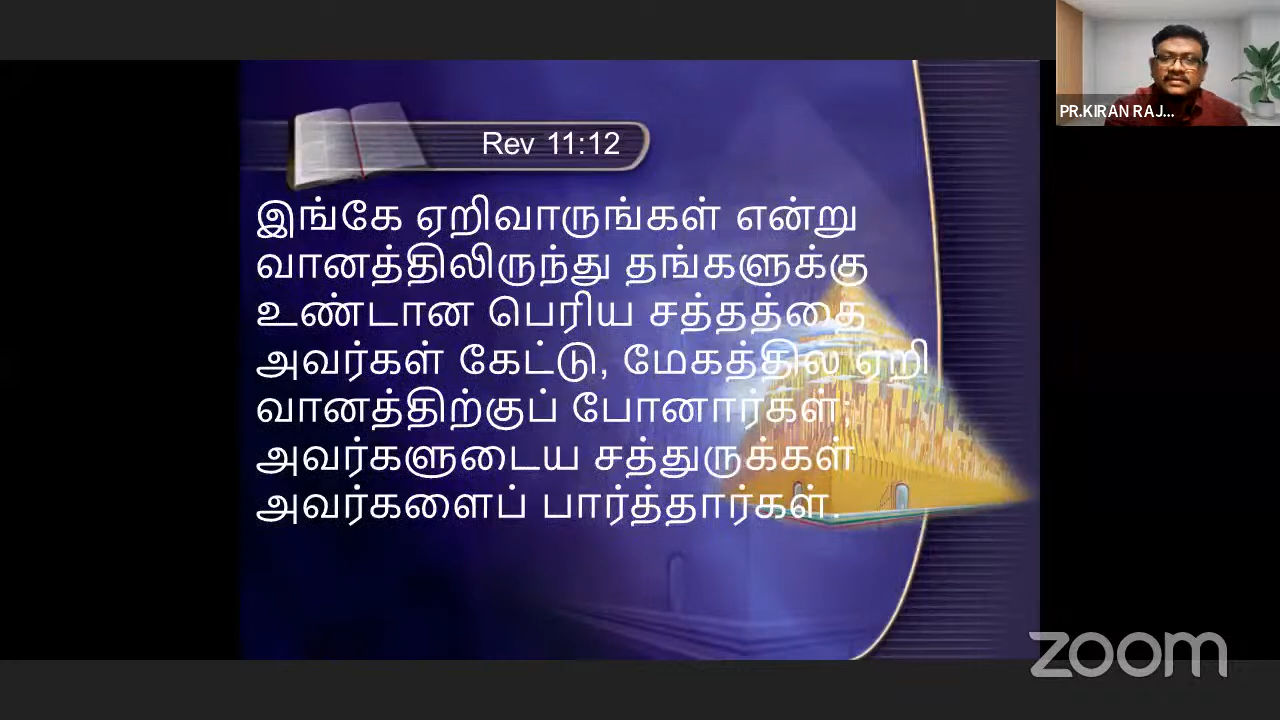 PR.KIRAN RAJ...
Rev 11:12
இங்கே ஏறிவாருங்கள் என்று
வானத்திலிருந்து தங்களுக்கு
உண்டான பெரிய சத்தத்தை
அவர்கள் கேட்டு, மேகத்தில் ஏறி
வானத்திற்குப் போனார்கள்;
அவர்களுடைய சத்துருக்கள்
அவர்களைப் பார்த்தார்கள்.
zoom